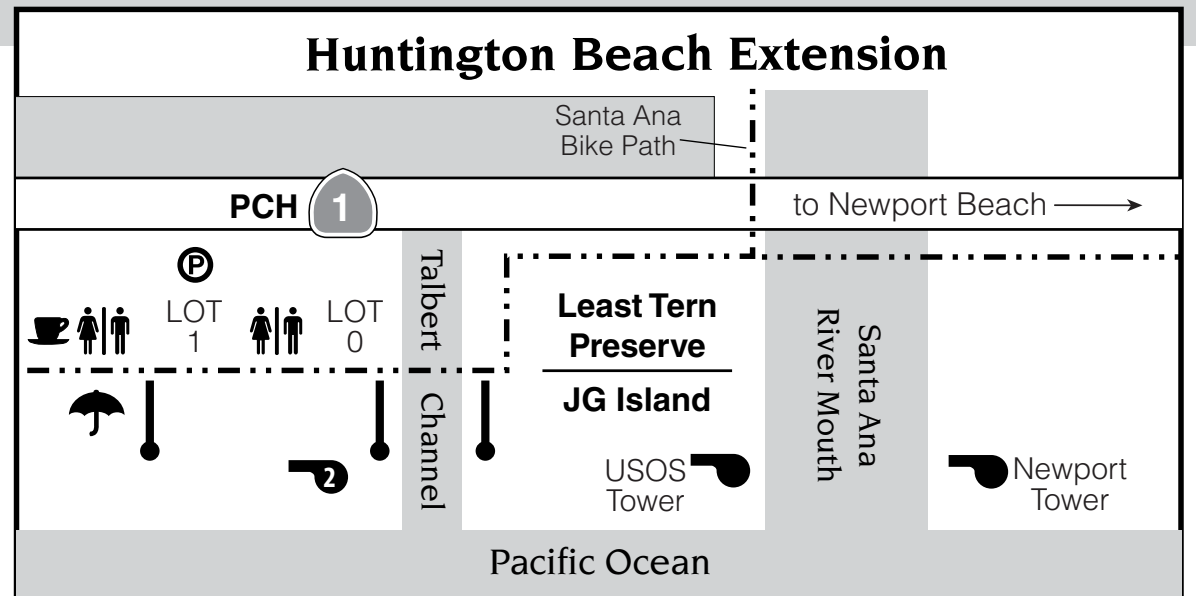 Huntington Beach Extension
Santa Ana
Bike Path
PCH 1
to Newport Beach
P
LOT
1
LOT
0
Talbert Channel
Least Tern
Preserve
JG Island
Santa Ana
River Mouth
2
USOS
Tower
Newport
Tower
Pacific Ocean